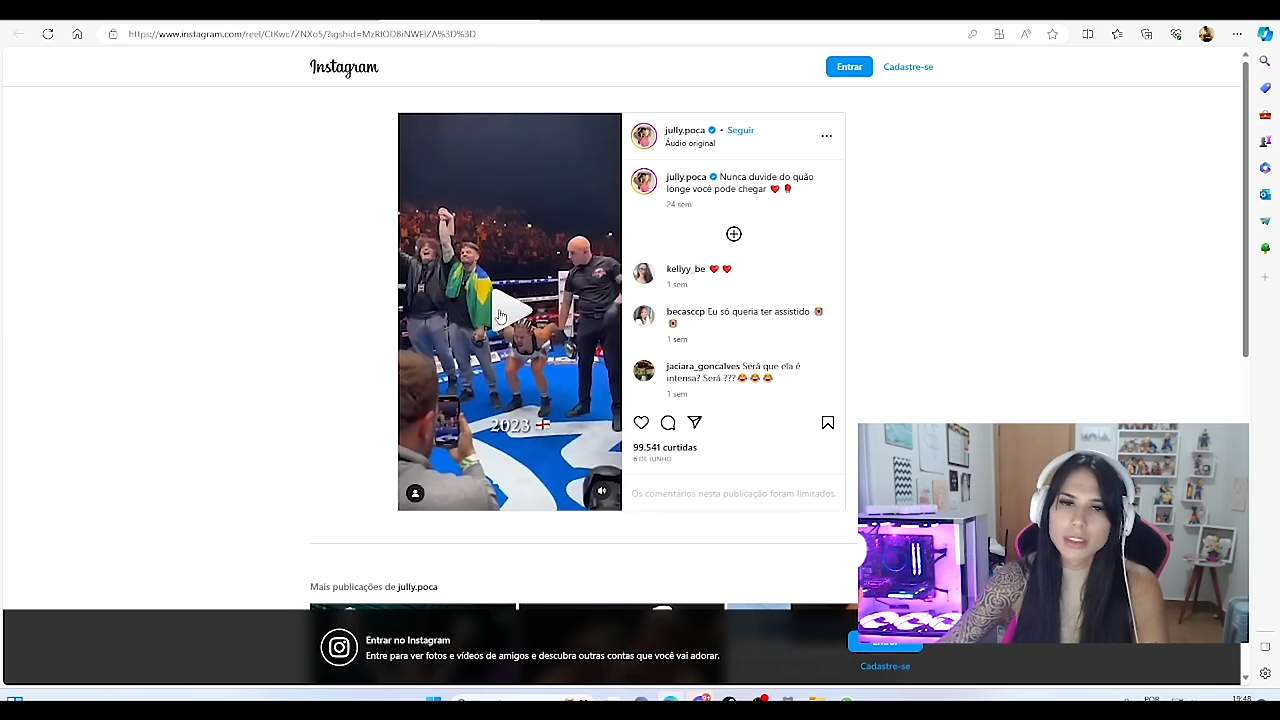 https://www.instagram.com/reel/CtKwc7ZNXo5/?igshid=MzRlODBiNWFlZA%3D%3D
Instagram
Entrar
Cadastre-se
jully.poca • Seguir
Áudio original
jully.poca Nunca duvide do quão
longe você pode chegar ❤️ 🌹
24 sem
kellyy_be ❤️ ❤️
1 sem
becasccp Eu só queria ter assistido
1 sem
jaciara_goncalves Será que ela é
intensa? Será ???😂😂😂
1 sem
2023
99.541 curtidas
6 DE JUNHO
Os comentários nesta publicação foram limitados.
Mais publicações de jully.poca
Entrar no Instagram
Entre para ver fotos e vídeos de amigos e descubra outras contas que você vai adorar.
Cadastre-se
POR
19:48